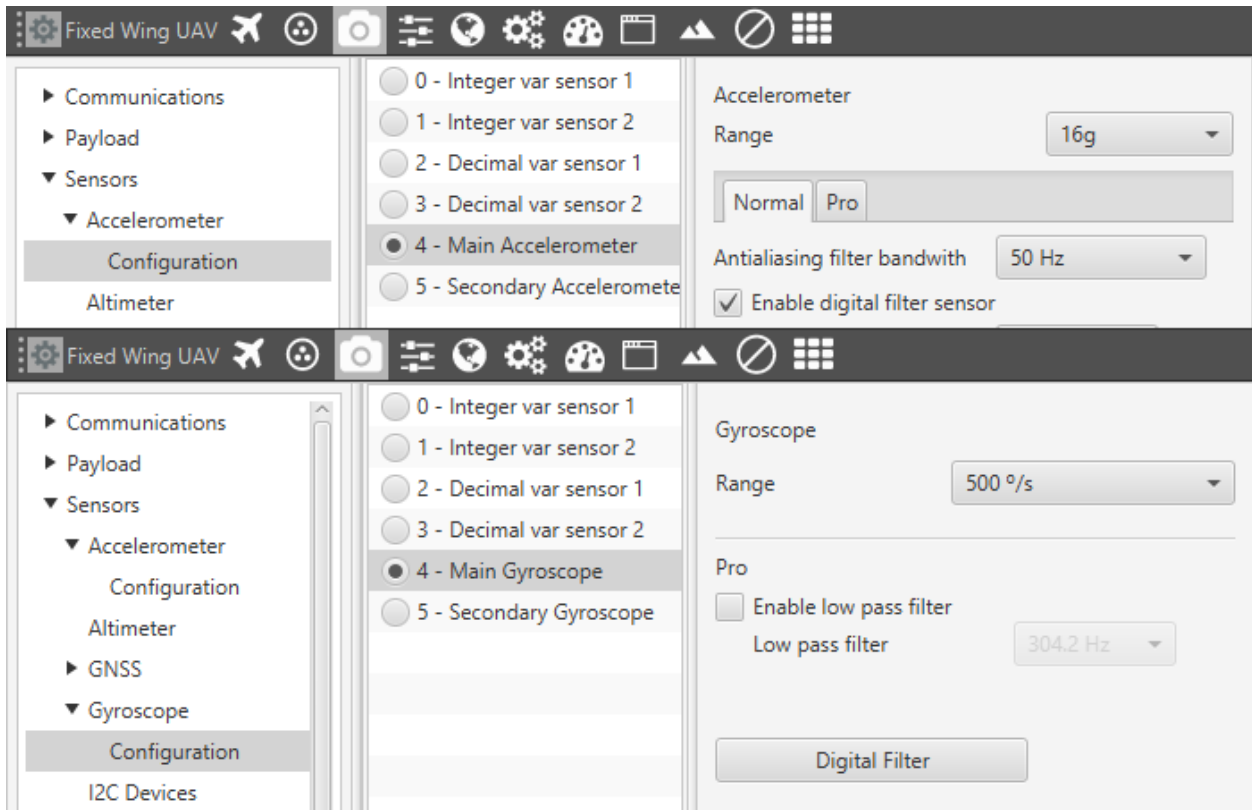 Fixed Wing UAV
Communications
Payload
Sensors
Accelerometer
Configuration
Altimeter
0 - Integer var sensor 1
1 - Integer var sensor 2
2 - Decimal var sensor 1
3 - Decimal var sensor 2
4 - Main Accelerometer
5 - Secondary Acceleromete
Accelerometer
Range 16g
Normal Pro
Antialiasing filter bandwith 50 Hz
Enable digital filter sensor
Fixed Wing UAV
Communications
Payload
Sensors
Accelerometer
Configuration
Altimeter
GNSS
Gyroscope
Configuration
I2C Devices
0 - Integer var sensor 1
1 - Integer var sensor 2
2 - Decimal var sensor 1
3 - Decimal var sensor 2
4 - Main Gyroscope
5 - Secondary Gyroscope
Gyroscope
Range 500 º/s
Pro
Enable low pass filter
Low pass filter 304.2 Hz
Digital Filter